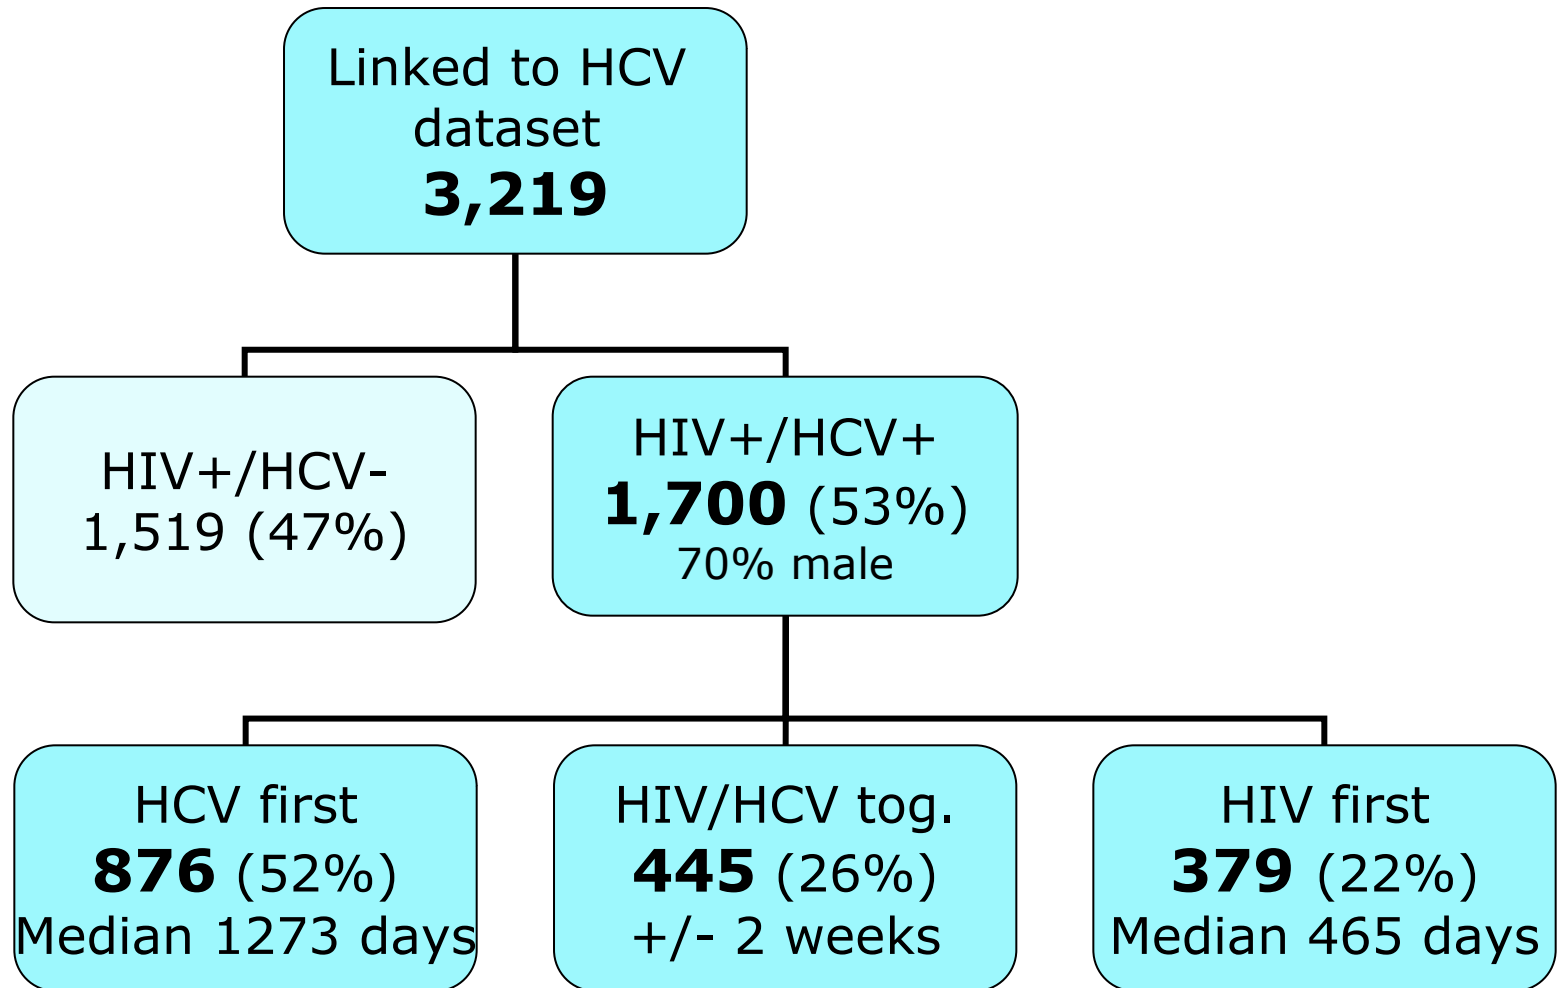 Linked to HCV
dataset
3,219
HIV+/HCV-
1,519 (47%)
HIV+/HCV+
1,700 (53%)
70% male
HCV first
876 (52%)
Median 1273 days
HIV/HCV tog.
445 (26%)
+/- 2 weeks
HIV first
379 (22%)
Median 465 days